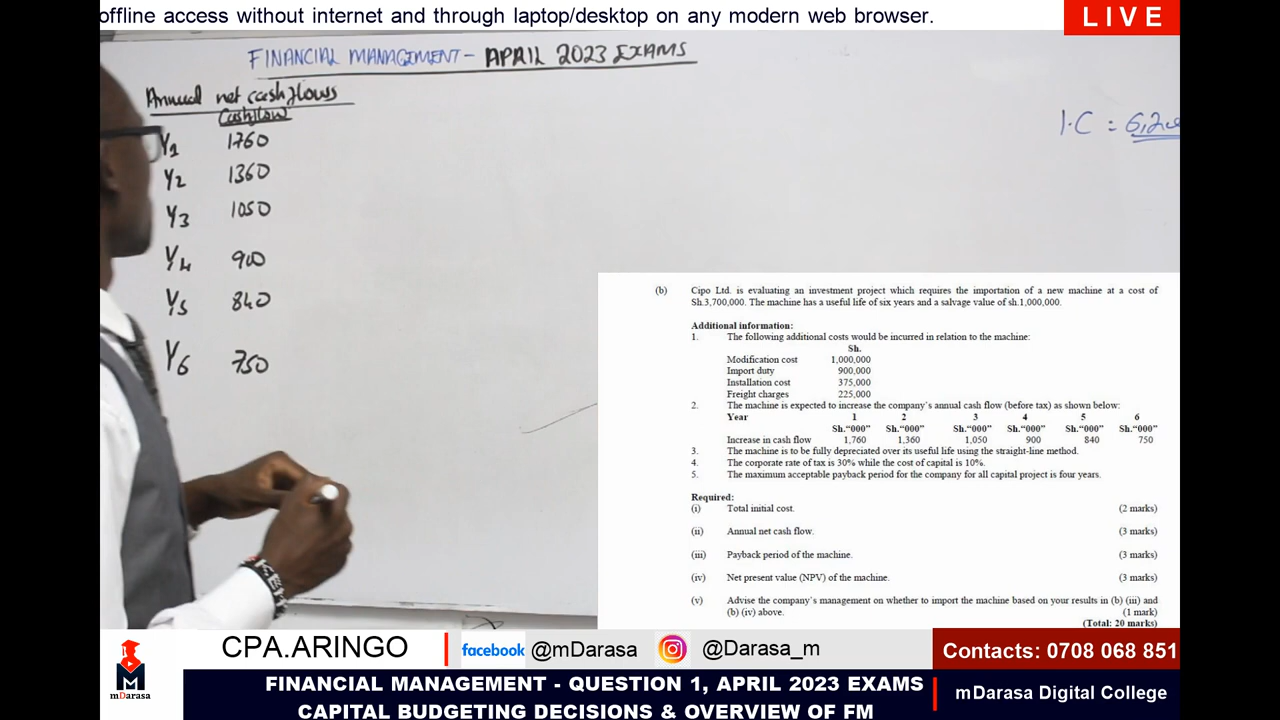 offline access without internet and through laptop/desktop on any modern web browser.
LIVE
FINANCIAL MANAGEMENT - APRIL 2023 EXAMS
Annual net cashflows
Cashflow
Y1 1760
Y2 1360
Y3 1050
Y4 900
Y5 840
Y6 750
I.C =
(b) Cipo Ltd. is evaluating an investment project which requires the importation of a new machine at a cost of
Sh.3,700,000. The machine has a useful life of six years and a salvage value of sh.1,000,000.
Additional information:
1. The following additional costs would be incurred in relation to the machine:
Sh.
Modification cost 1,000,000
Import duty 900,000
Installation cost 375,000
Freight charges 225,000
2. The machine is expected to increase the company's annual cash flow (before tax) as shown below:
Year 1 2 3 4 5 6
Sh."000" Sh."000" Sh."000" Sh."000" Sh."000" Sh."000"
Increase in cash flow 1,760 1,360 1,050 900 840 750
3. The machine is to be fully depreciated over its useful life using the straight-line method.
4. The corporate rate of tax is 30% while the cost of capital is 10%.
5. The maximum acceptable payback period for the company for all capital project is four years.
Required:
(i) Total initial cost. (2 marks)
(ii) Annual net cash flow. (3 marks)
(iii) Payback period of the machine. (3 marks)
(iv) Net present value (NPV) of the machine. (3 marks)
(v) Advise the company's management on whether to import the machine based on your results in (b) (iii) and
(b) (iv) above. (1 mark)
(Total: 20 marks)
mDarasa
CPA.ARINGO
facebook @mDarasa
@Darasa_m
Contacts: 0708 068 851
FINANCIAL MANAGEMENT - QUESTION 1, APRIL 2023 EXAMS
CAPITAL BUDGETING DECISIONS & OVERVIEW OF FM
mDarasa Digital College